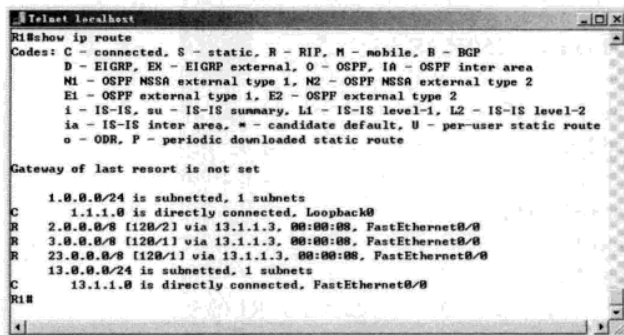 Telnet localhost
R1#show ip route
Codes: C - connected, S - static, R - RIP, M - mobile, B - BGP
D - EIGRP, EX - EIGRP external, O - OSPF, IA - OSPF inter area
N1 - OSPF NSSA external type 1, N2 - OSPF NSSA external type 2
E1 - OSPF external type 1, E2 - OSPF external type 2
i - IS-IS, su - IS-IS summary, L1 - IS-IS level-1, L2 - IS-IS level-2
ia - IS-IS inter area, * - candidate default, U - per-user static route
o - ODR, P - periodic downloaded static route
Gateway of last resort is not set
1.0.0.0/24 is subnetted, 1 subnets
C 1.1.1.0 is directly connected, Loopback0
R 2.0.0.0/8 [120/2] via 13.1.1.3, 00:00:08, FastEthernet0/0
R 3.0.0.0/8 [120/1] via 13.1.1.3, 00:00:08, FastEthernet0/0
R 23.0.0.0/8 [120/1] via 13.1.1.3, 00:00:08, FastEthernet0/0
13.0.0.0/24 is subnetted, 1 subnets
C 13.1.1.0 is directly connected, FastEthernet0/0
R1#